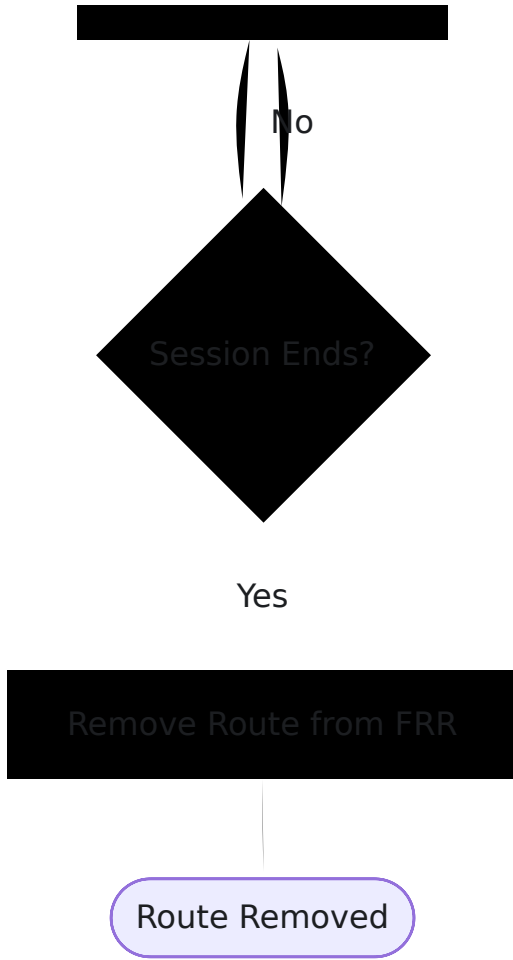 No
Session Ends?
Yes
Remove Route from FRR
Route Removed